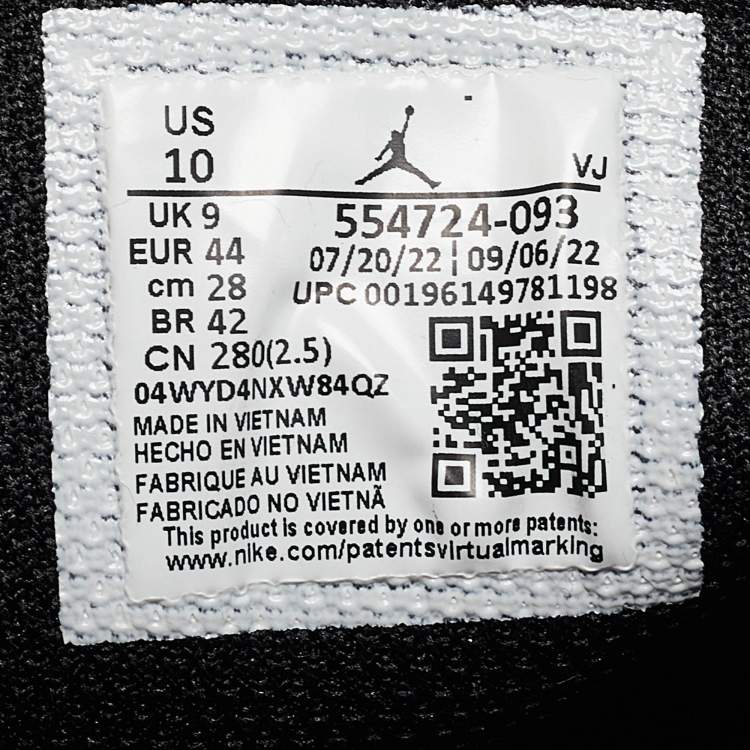 US
10
VJ
UK 9
EUR 44
cm 28
BR 42
CN 280(2.5)
554724-093
07/20/22 | 09/06/22
UPC 00196149781198
04WYD4NXW84QZ
MADE IN VIETNAM
HECHO EN VIETNAM
FABRIQUE AU VIETNAM
FABRICADO NO VIETNÃ
This product is covered by one or more patents:
www.nike.com/patentsvirtualmarking